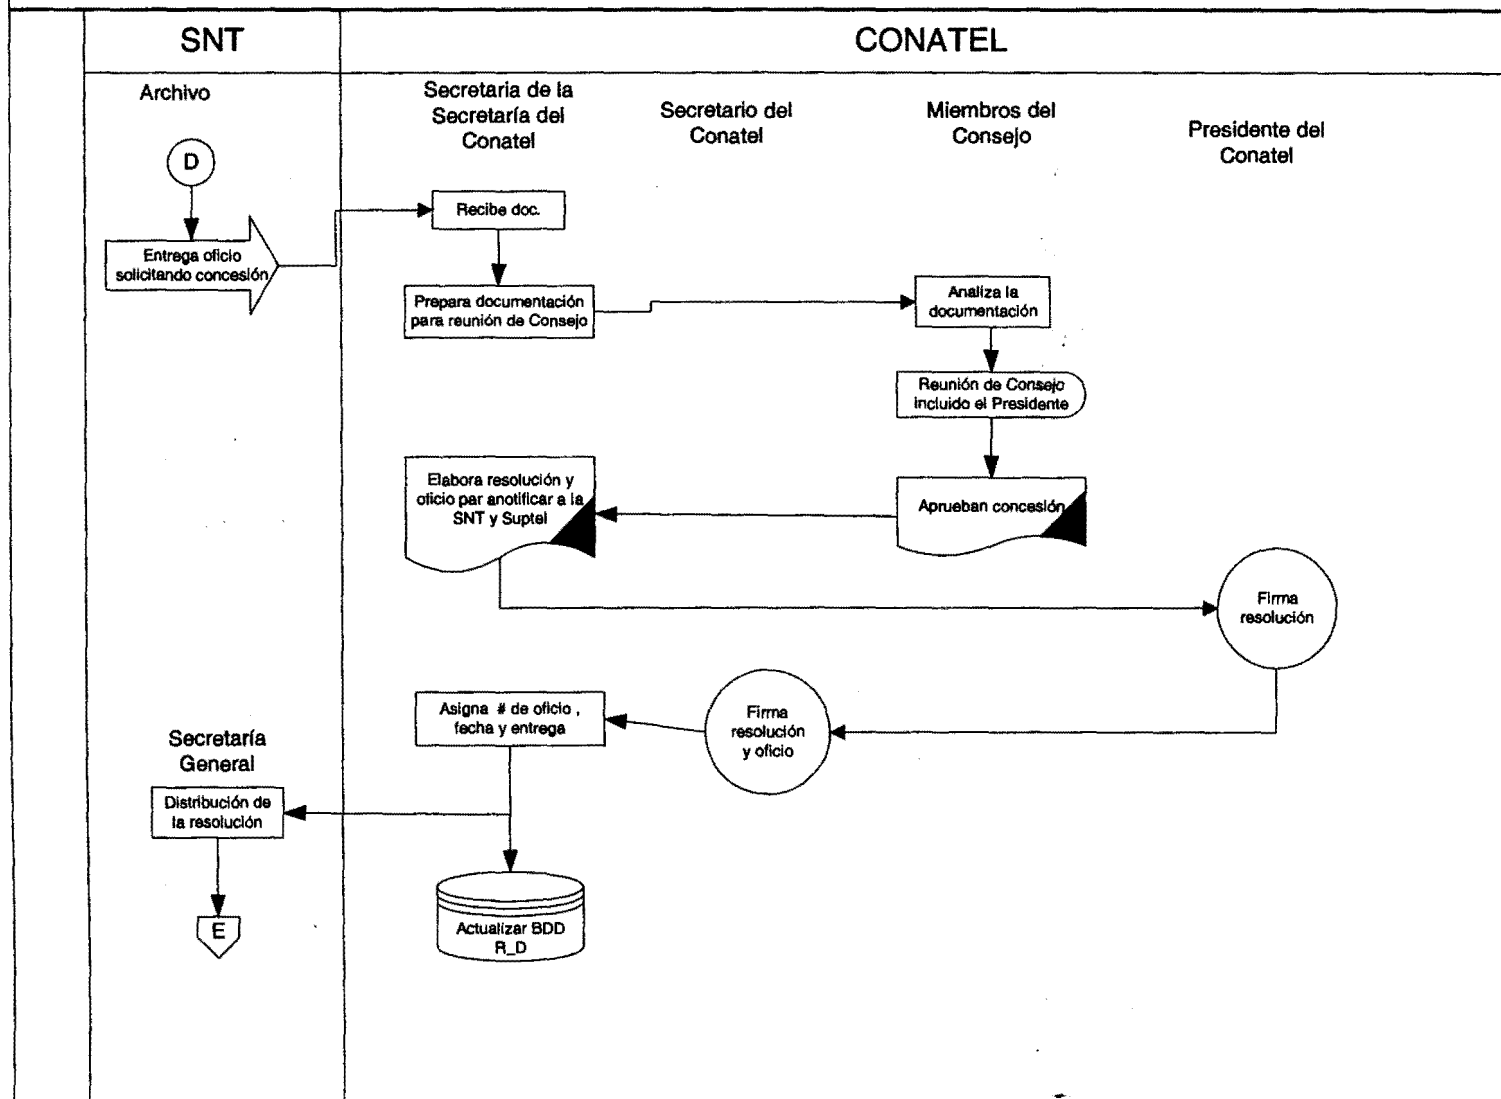 SNT
CONATEL
Archivo
Secretaria de la
Secretaría del
Conatel
Secretario del
Conatel
Miembros del
Consejo
Presidente del
Conatel
D
Recibe doc.
Entrega oficio
solicitando concesión
Prepara documentación
para reunión de Consejo
Analiza la
documentación
Reunión de Consejo
incluido el Presidente
Elabora resolución y
oficio par anotificar a la
SNT y Suptel
Aprueban concesión
Firma
resolución
Asigna # de oficio ,
fecha y entrega
Firma
resolución
y oficio
Secretaría
General
Distribución de
la resolución
E
Actualizar BDD
R_D